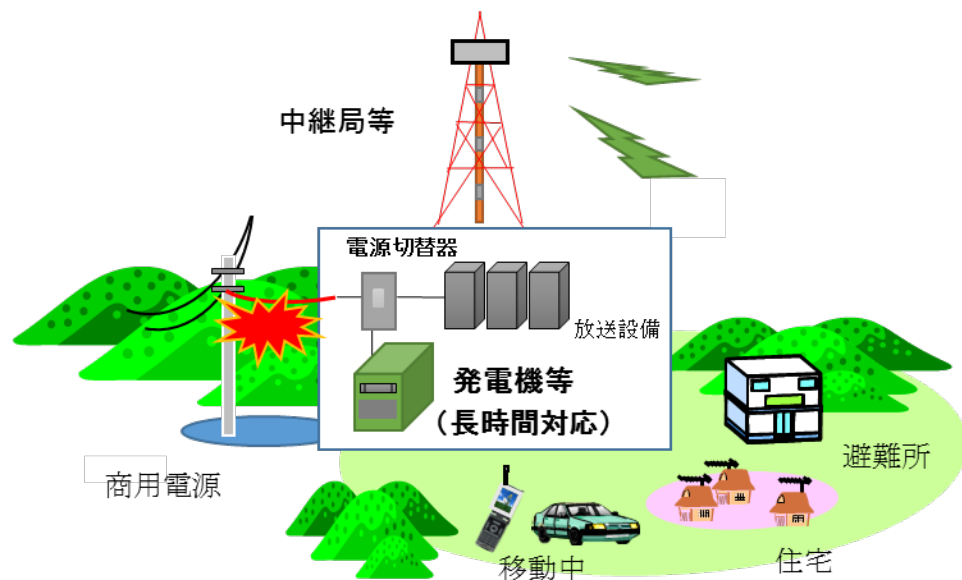 中継局等
電源切替器
放送設備
発電機等
（長時間対応）
商用電源
避難所
移動中
住宅